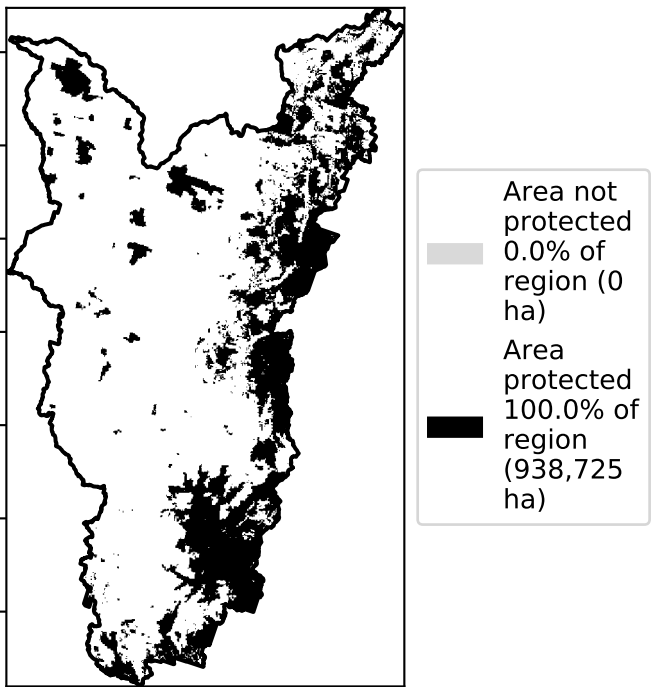 Area not
protected
0.0% of
region (0
ha)
Area
protected
100.0% of
region
(938,725
ha)